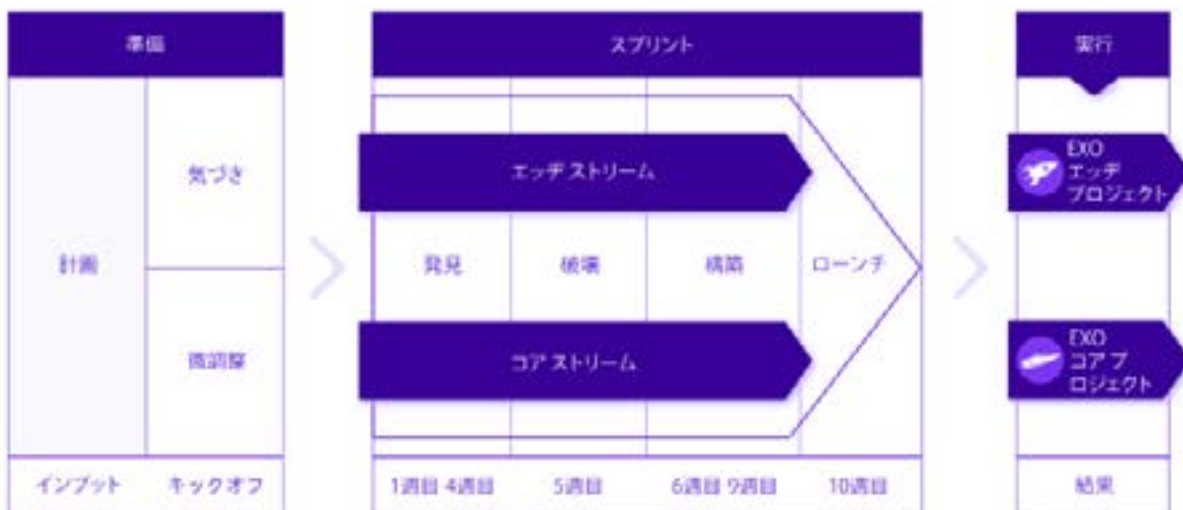 準備
スプリント
実行
気づき
計画
微調整
エッヂ ストリーム
発見
破壊
構築
ローンチ
コア ストリーム
EXO
エッヂ
プロジェクト
EXO
コア プ
ロジェクト
インプット
キックオフ
1週目 4週目
5週目
6週目 9週目
10週目
結果